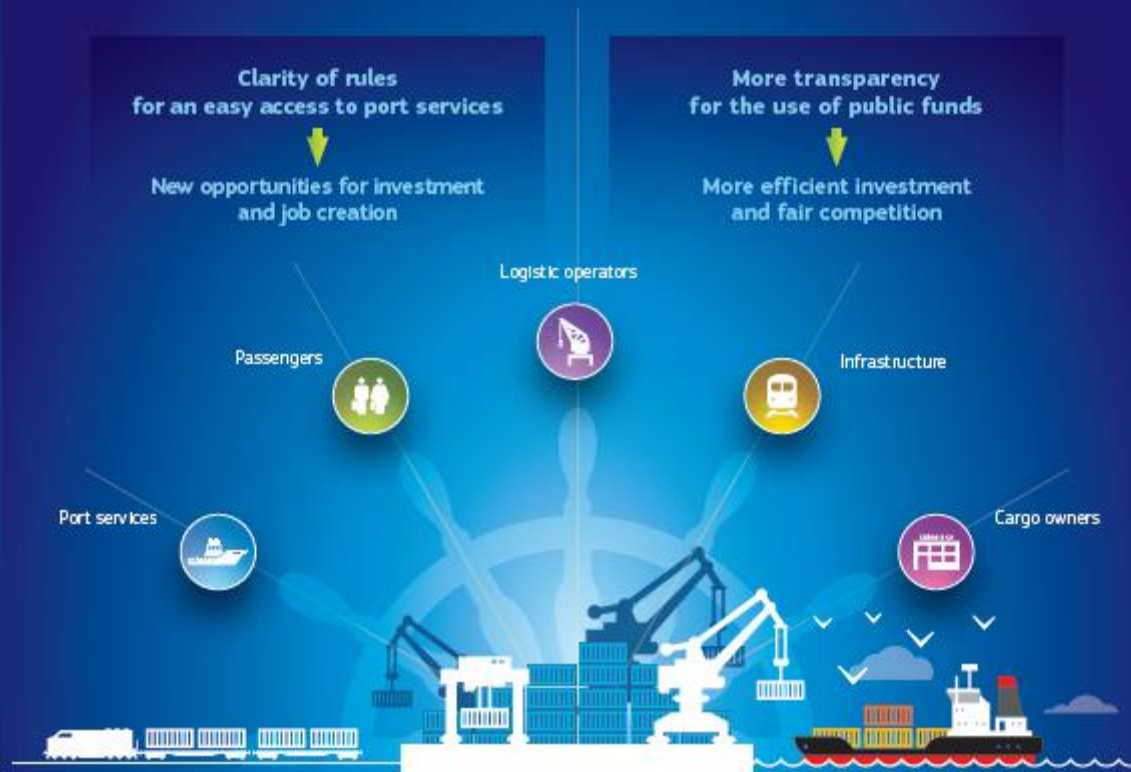 Clarity of rules
for an easy access to port services
New opportunities for investment
and job creation
More transparency
for the use of public funds
More efficient investment
and fair competition
Logistic operators
Passengers
Infrastructure
Port services
Cargo owners